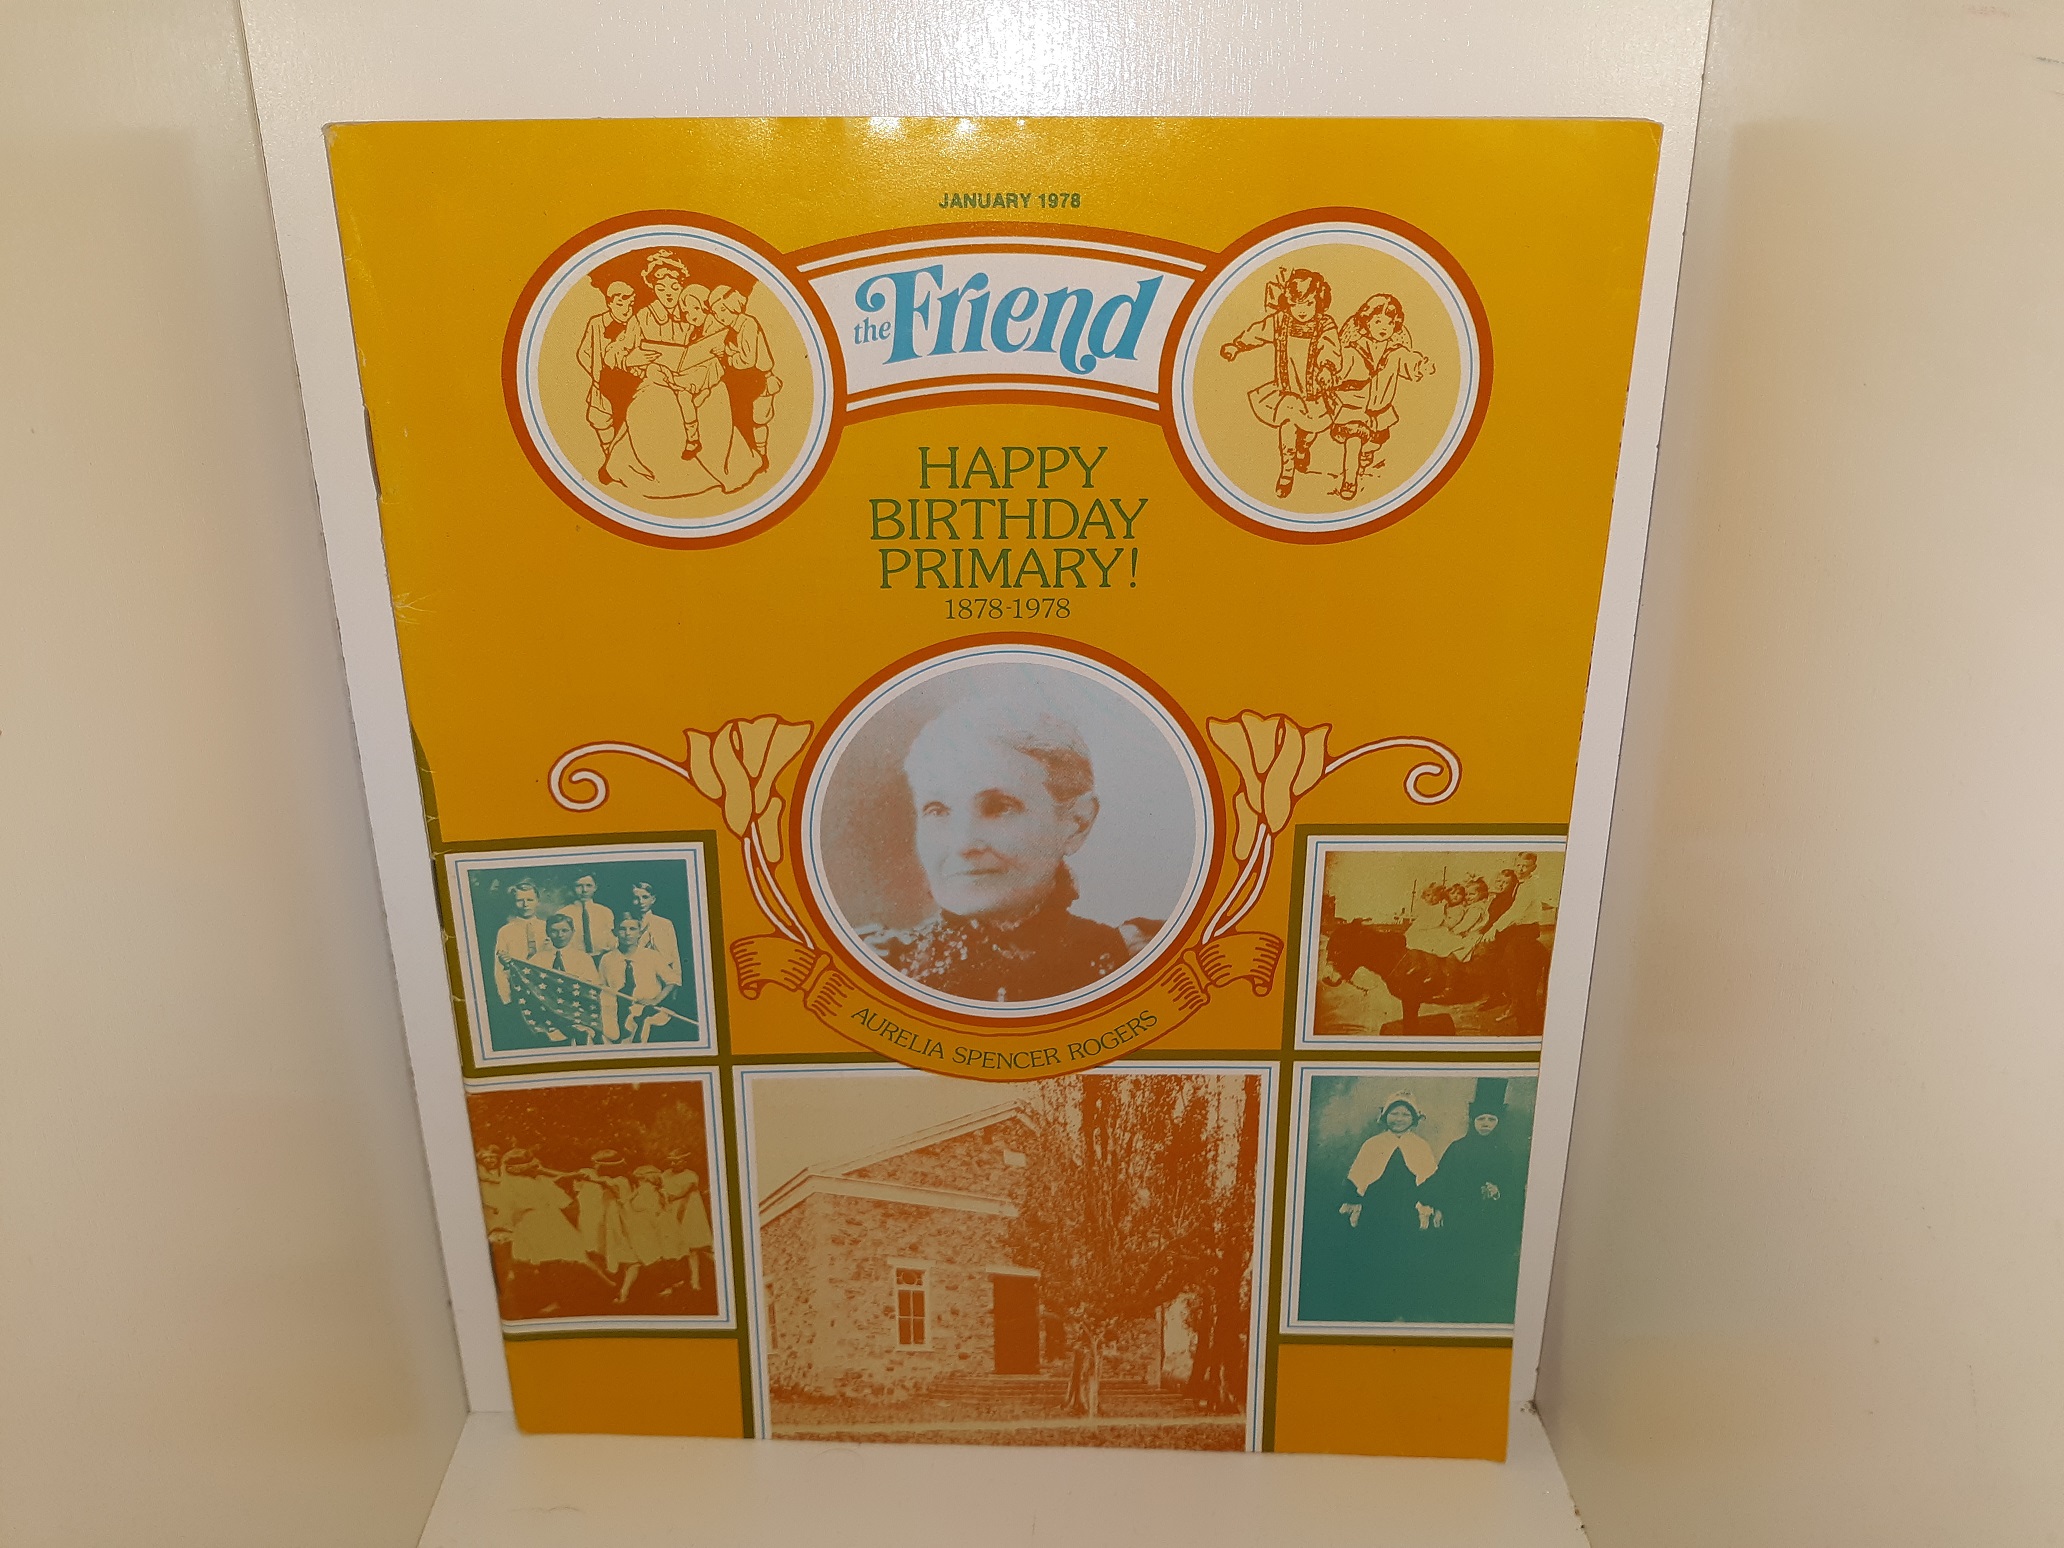 JANUARY 1978
the Friend
HAPPY
BIRTHDAY
PRIMARY!
1878-1978
AURELIA SPENCER ROGERS